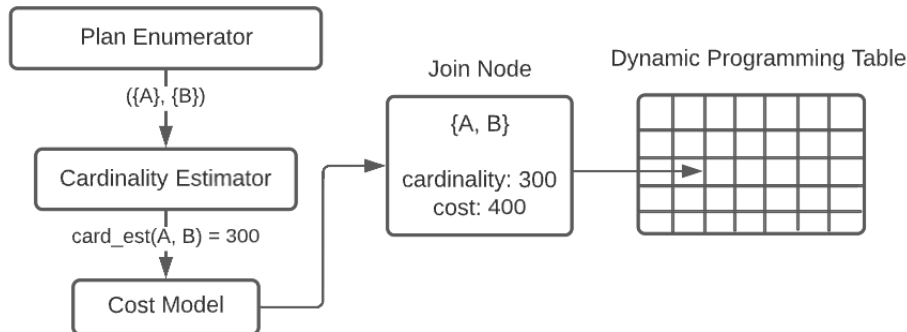 Plan Enumerator
({A}, {B})
Cardinality Estimator
card_est(A, B) = 300
Cost Model
Join Node
{A, B}
cardinality: 300
cost: 400
Dynamic Programming Table